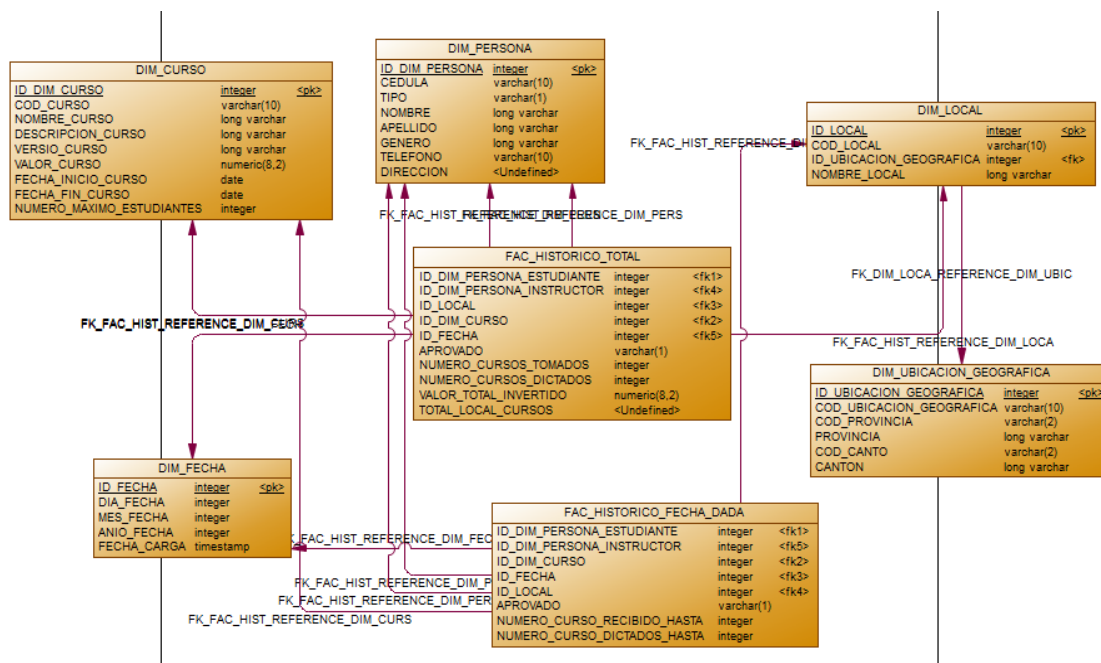 DIM_CURSO
ID_DIM_CURSO integer <pk>
COD_CURSO varchar(10)
NOMBRE_CURSO long varchar
DESCRIPCION_CURSO long varchar
VERSIO_CURSO long varchar
VALOR_CURSO numeric(8,2)
FECHA_INICIO_CURSO date
FECHA_FIN_CURSO date
NUMERO_MAXIMO_ESTUDIANTES integer
DIM_PERSONA
ID_DIM_PERSONA integer <pk>
CEDULA varchar(10)
TIPO varchar(1)
NOMBRE long varchar
APELLIDO long varchar
GENERO long varchar
TELEFONO varchar(10)
DIRECCION <Undefined>
DIM_LOCAL
ID_LOCAL integer <pk>
COD_LOCAL varchar(10)
ID_UBICACION_GEOGRAFICA integer <fk>
NOMBRE_LOCAL long varchar
FK_FAC_HIST_REFERENCE_DI
REFERENCE_DIM_PERS
FAC_HISTORICO_TOTAL
ID_DIM_PERSONA_ESTUDIANTE integer <fk1>
ID_DIM_PERSONA_INSTRUCTOR integer <fk4>
ID_LOCAL integer <fk3>
ID_DIM_CURSO integer <fk2>
ID_FECHA integer <fk5>
APROVADO varchar(1)
NUMERO_CURSOS_TOMADOS integer
NUMERO_CURSOS_DICTADOS integer
VALOR_TOTAL_INVERTIDO numeric(8,2)
TOTAL_LOCAL_CURSOS <Undefined>
FK_DIM_LOCA_REFERENCE_DIM_UBIC
FK_FAC_HIST_REFERENCE_DIM_LOCA
FK_FAC_HIST_REFERENCE_DIM
DIM_UBICACION_GEOGRAFICA
ID_UBICACION_GEOGRAFICA integer <pk>
COD_UBICACION_GEOGRAFICA varchar(10)
COD_PROVINCIA varchar(2)
PROVINCIA long varchar
COD_CANTO varchar(2)
CANTON long varchar
DIM_FECHA
ID_FECHA integer <pk>
DIA_FECHA integer
MES_FECHA integer
ANIO_FECHA integer
FECHA_CARGA timestamp
FAC_HISTORICO_FECHA_DADA
ID_DIM_PERSONA_ESTUDIANTE integer <fk1>
ID_DIM_PERSONA_INSTRUCTOR integer <fk5>
ID_DIM_CURSO integer <fk2>
ID_FECHA integer <fk3>
ID_LOCAL integer <fk4>
APROVADO varchar(1)
NUMERO_CURSO_RECIBIDO_HASTA integer
NUMERO_CURSO_DICTADOS_HASTA integer
K_FAC_HIST_REFERENCE_DIM_FEC
FK_FAC_HIST_REFERENCE_DIM_P
FK_FAC_HIST_REFERENCE_DIM_PER
FK_FAC_HIST_REFERENCE_DIM_CURS